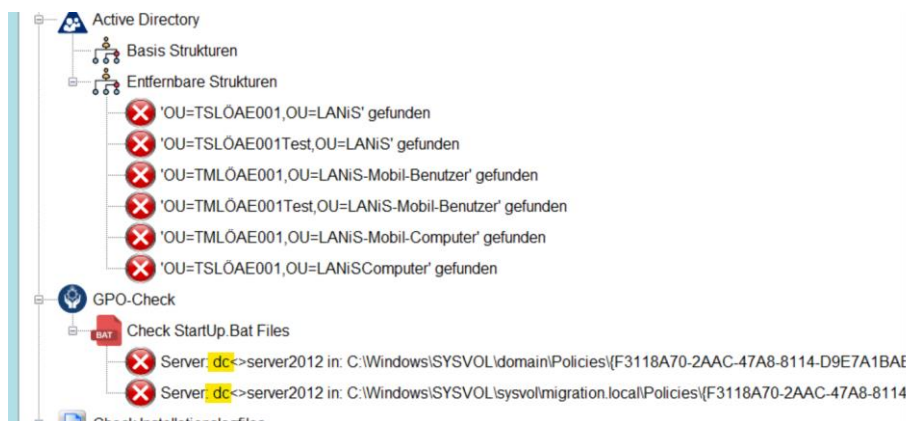 Active Directory
Basis Strukturen
Entfernbare Strukturen
'OU=TSLÖAE001,OU=LANiS' gefunden
'OU=TSLÖAE001Test,OU=LANiS' gefunden
'OU=TMLÖAE001,OU=LANiS-Mobil-Benutzer' gefunden
'OU=TMLÖAE001Test,OU=LANiS-Mobil-Benutzer' gefunden
'OU=TMLÖAE001,OU=LANiS-Mobil-Computer' gefunden
'OU=TSLÖAE001,OU=LANiSComputer' gefunden
GPO-Check
BAT Check StartUp.Bat Files
Server: dc<>server2012 in: C:\Windows\SYSVOL\domain\Policies\{F3118A70-2AAC-47A8-8114-D9E7A1BAE
Server: dc<>server2012 in: C:\Windows\SYSVOL\sysvol\migration.local\Policies\{F3118A70-2AAC-47A8-8114